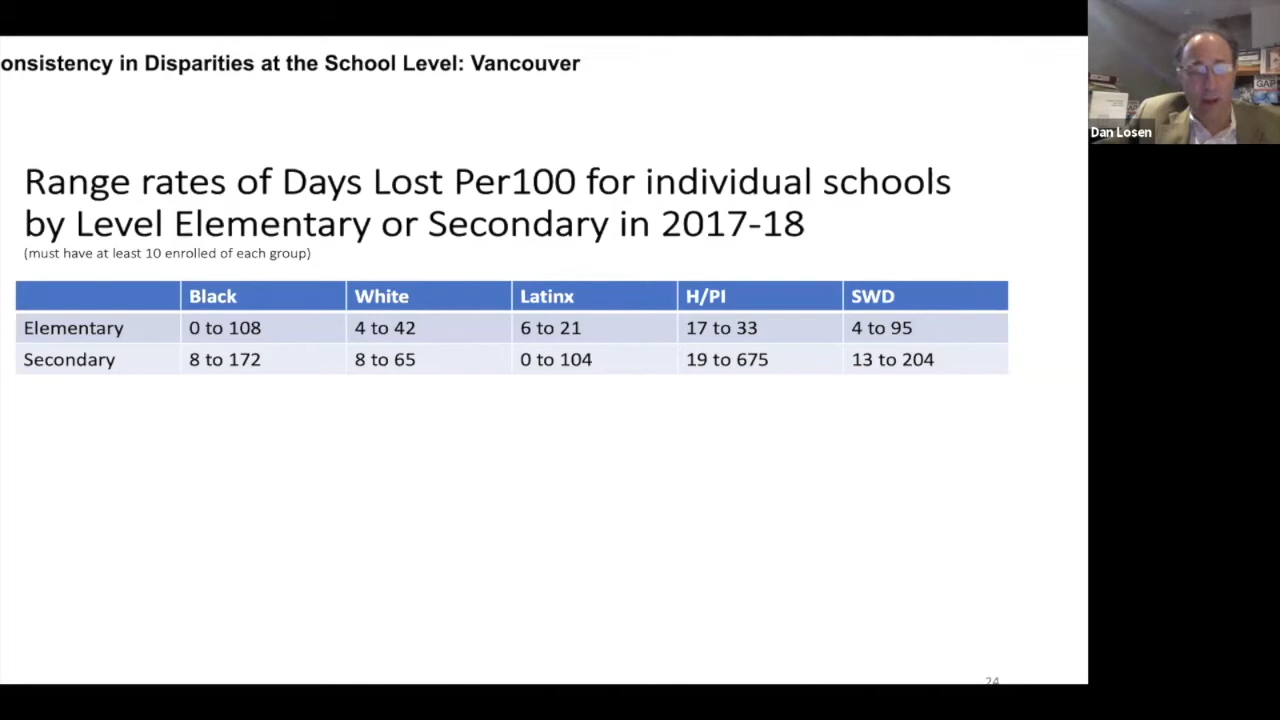 onsistency in Disparities at the School Level: Vancouver
Range rates of Days Lost Per100 for individual schools
by Level Elementary or Secondary in 2017-18
(must have at least 10 enrolled of each group)
Black White Latinx H/PI SWD
Elementary 0 to 108 4 to 42 6 to 21 17 to 33 4 to 95
Secondary 8 to 172 8 to 65 0 to 104 19 to 675 13 to 204
24
GAP
Dan Losen